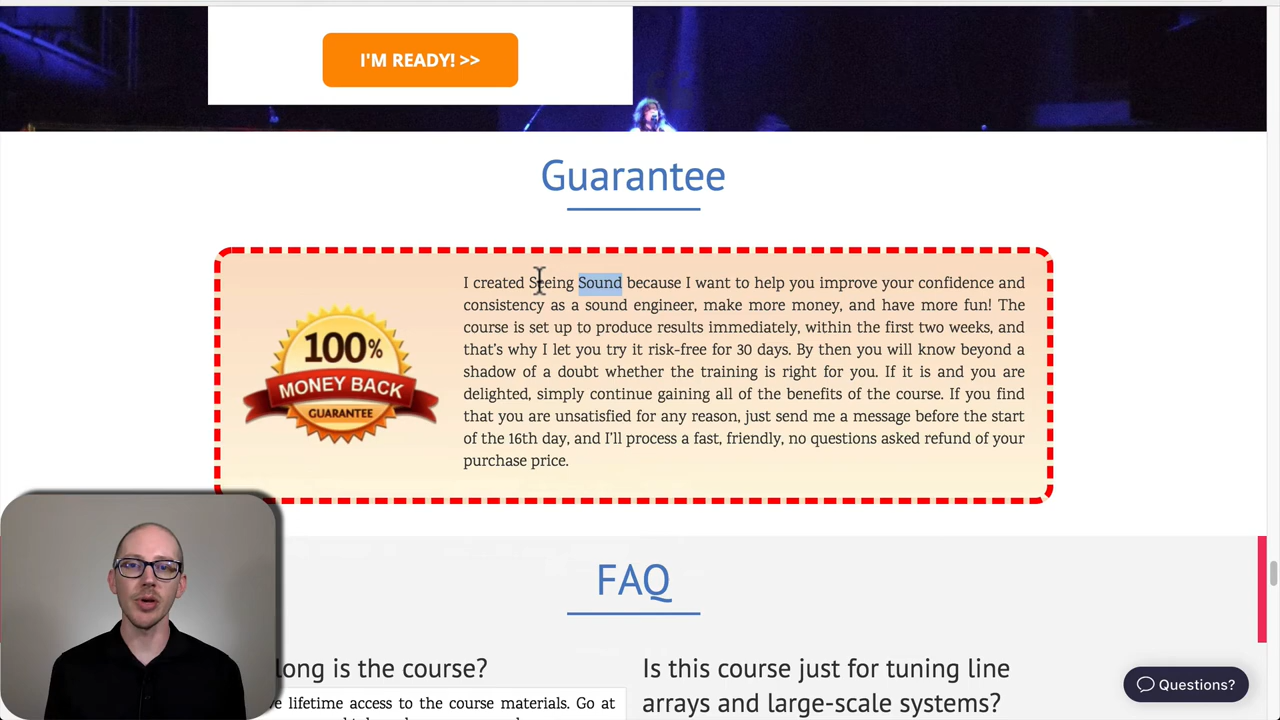 I'M READY! >>
Guarantee
100%
MONEY BACK
GUARANTEE
I created Seeing Sound because I want to help you improve your confidence and
consistency as a sound engineer, make more money, and have more fun! The
course is set up to produce results immediately, within the first two weeks, and
that's why I let you try it risk-free for 30 days. By then you will know beyond a
shadow of a doubt whether the training is right for you. If it is and you are
delighted, simply continue gaining all of the benefits of the course. If you find
that you are unsatisfied for any reason, just send me a message before the start
of the 16th day, and I'll process a fast, friendly, no questions asked refund of your
purchase price.
FAQ
long is the course?
lifetime access to the course materials. Go at
Is this course just for tuning line
arrays and large-scale systems?
Questions?